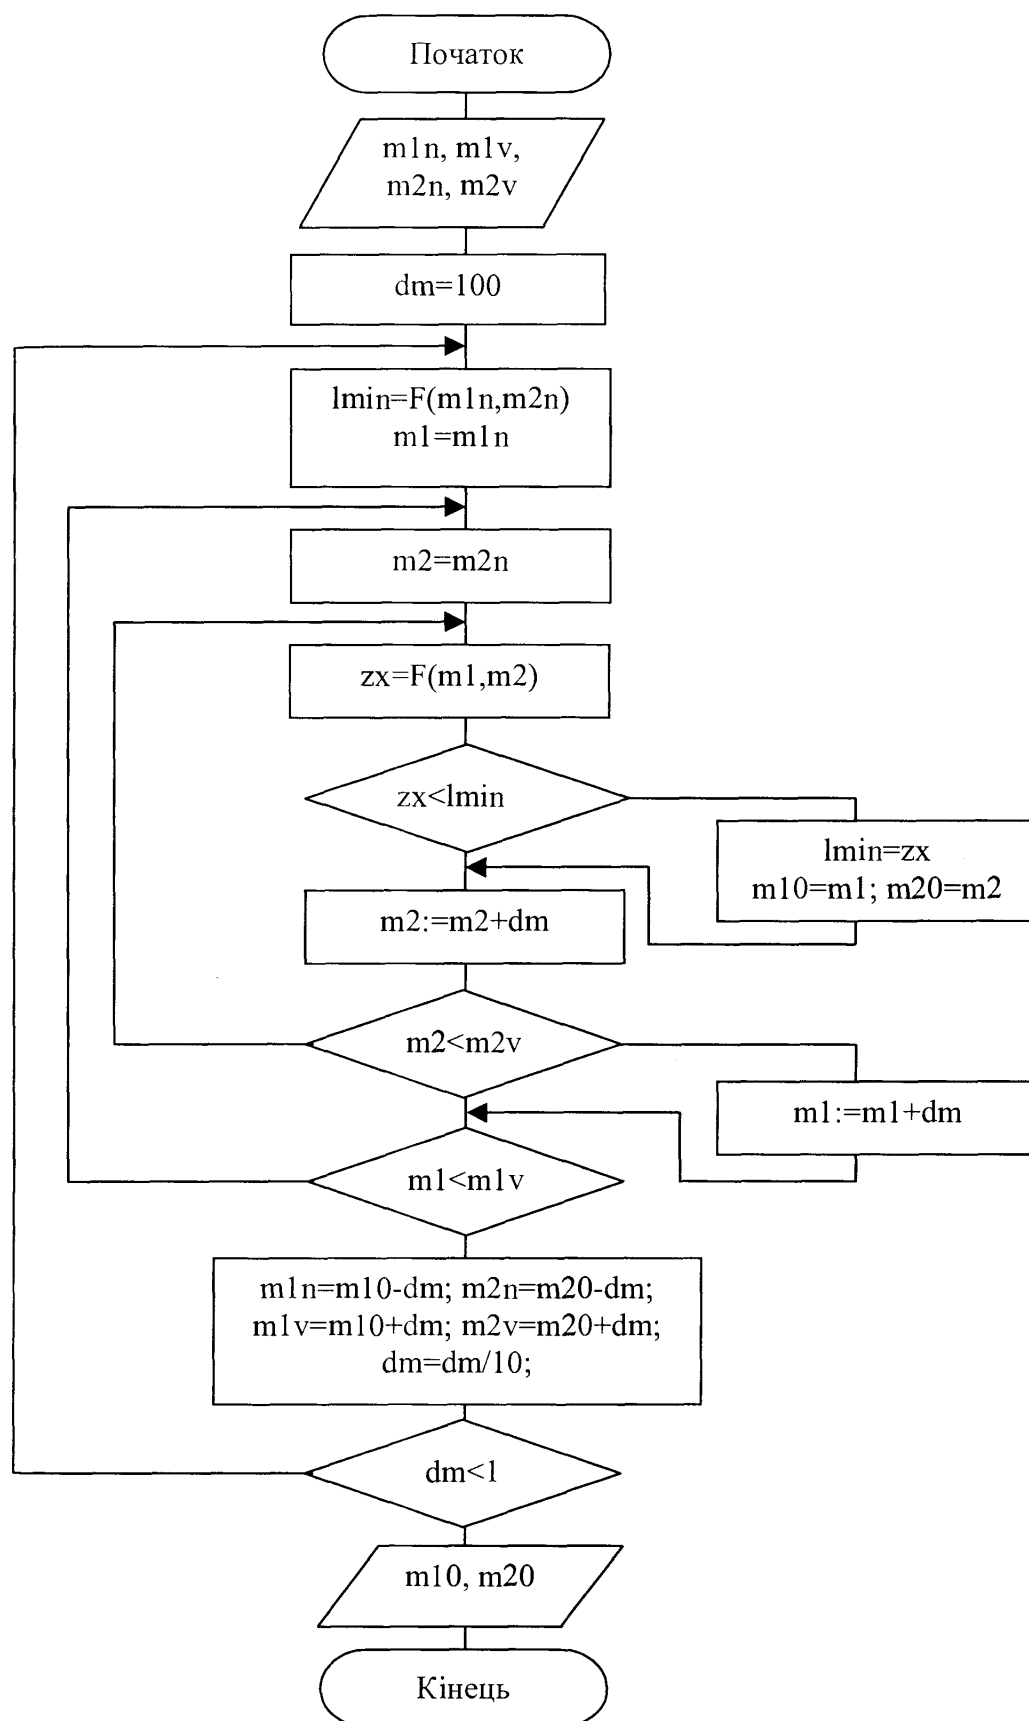 Початок
m1n, m1v,
m2n, m2v
dm=100
lmin=F(m1n,m2n)
m1=m1n
m2=m2n
zx=F(m1,m2)
zx<lmin
lmin=zx
m10=m1; m20=m2
m2:=m2+dm
m2<m2v
m1:=m1+dm
m1<m1v
m1n=m10-dm; m2n=m20-dm;
m1v=m10+dm; m2v=m20+dm;
dm=dm/10;
dm<1
m10, m20
Кінець